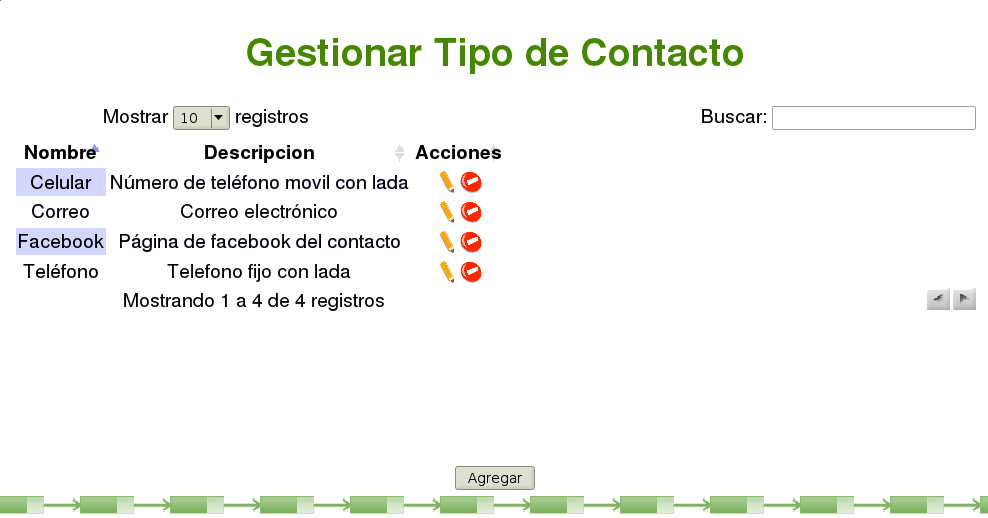 Gestionar Tipo de Contacto
Mostrar 10 registros Buscar:
Nombre Descripcion Acciones
Celular Número de teléfono movil con lada
Correo Correo electrónico
Facebook Página de facebook del contacto
Teléfono Telefono fijo con lada
Mostrando 1 a 4 de 4 registros
Agregar